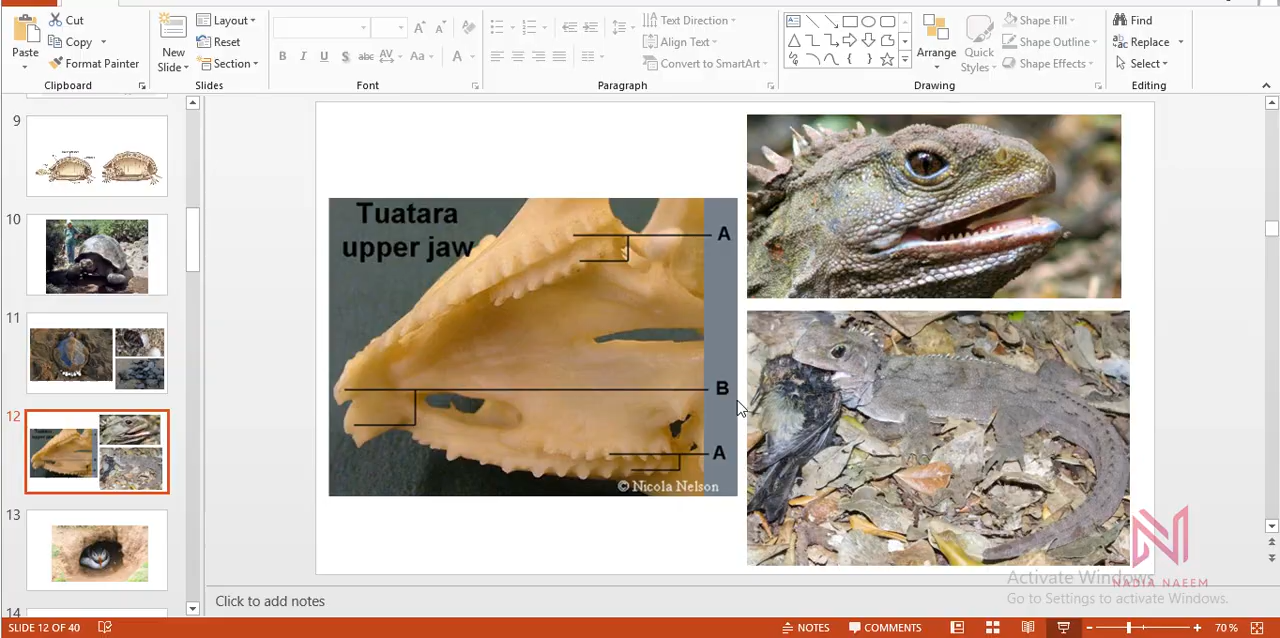 Cut
Copy
Format Painter
Paste
Clipboard
New
Slide
Layout
Reset
Section
Slides
B I U S abc AV Aa A
Font
Text Direction
Align Text
Convert to SmartArt
Paragraph
Arrange
Quick
Styles
Shape Fill
Shape Outline
Shape Effects
Drawing
Find
Replace
Select
Editing
9
10
11
12
13
14
Tuatara
upper jaw
A
B
A
© Nicola Nelson
NADIA NAEEM
Activate Windows
Go to Settings to activate Windows.
Click to add notes
SLIDE 12 OF 40
NOTES
COMMENTS
70 %